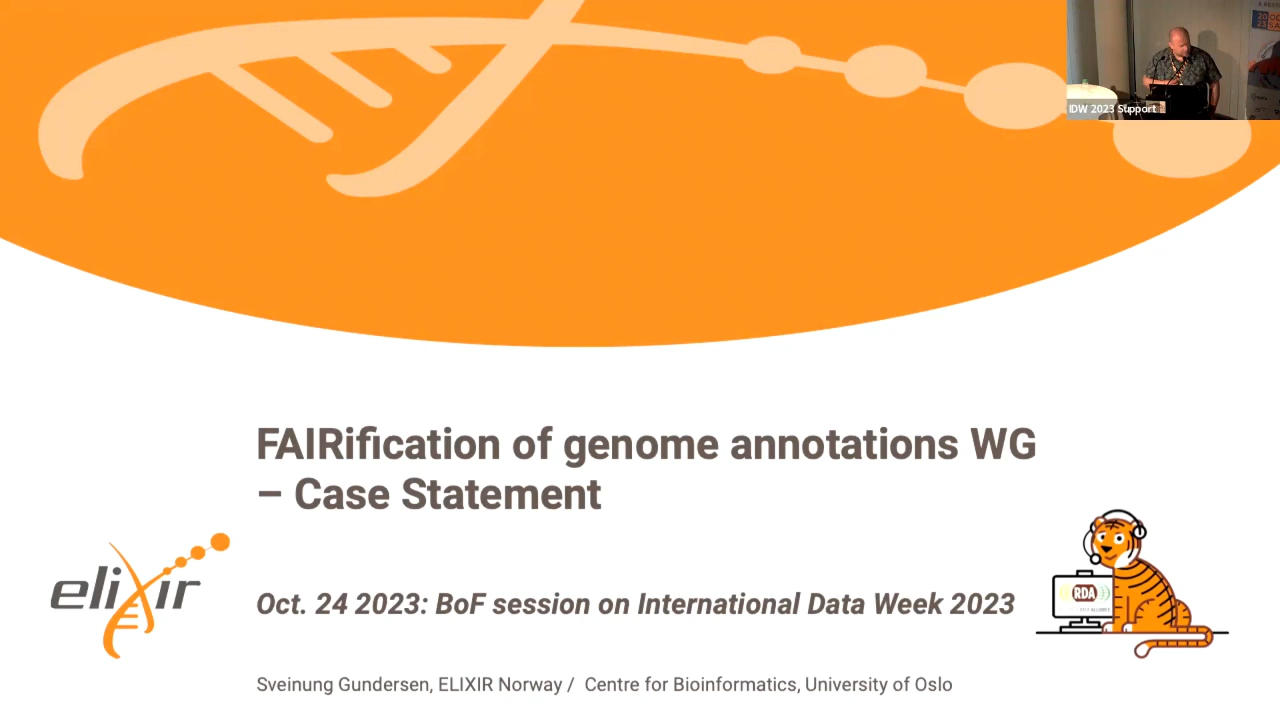 IDW 2023 Support
FAIRification of genome annotations WG
– Case Statement
elixir
RDA
Oct. 24 2023: BoF session on International Data Week 2023
Sveinung Gundersen, ELIXIR Norway / Centre for Bioinformatics, University of Oslo